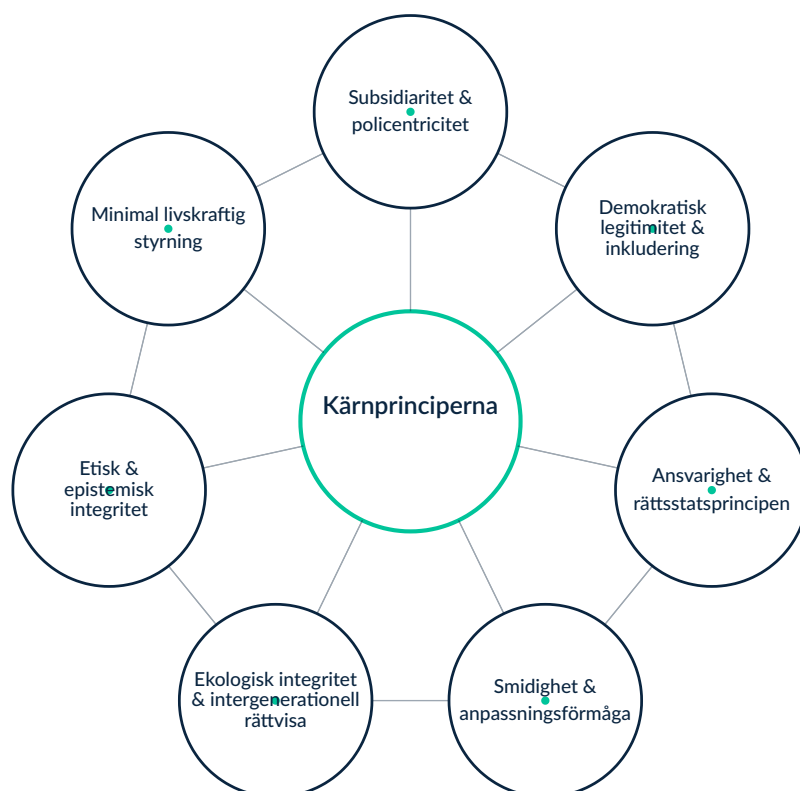 Subsidiaritet &
policentricitet
Minimal livskraftig
styrning
Demokratisk
legitimitet &
inkludering
Kärnprinciperna
Etisk &
epistemisk
integritet
Ansvarighet &
rättsstatsprincipen
Ekologisk integritet
& intergenerationell
rättvisa
Smidighet &
anpassningsförmåga